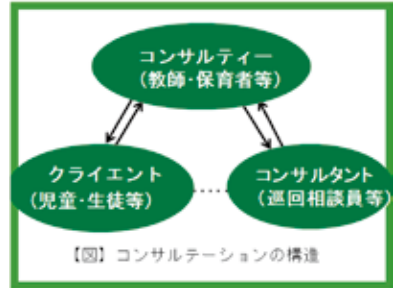 コンサルティー
(教師・保育者等)
クライエント
(児童・生徒等)
コンサルタント
(巡回相談員等)
【図】コンサルテーションの構造